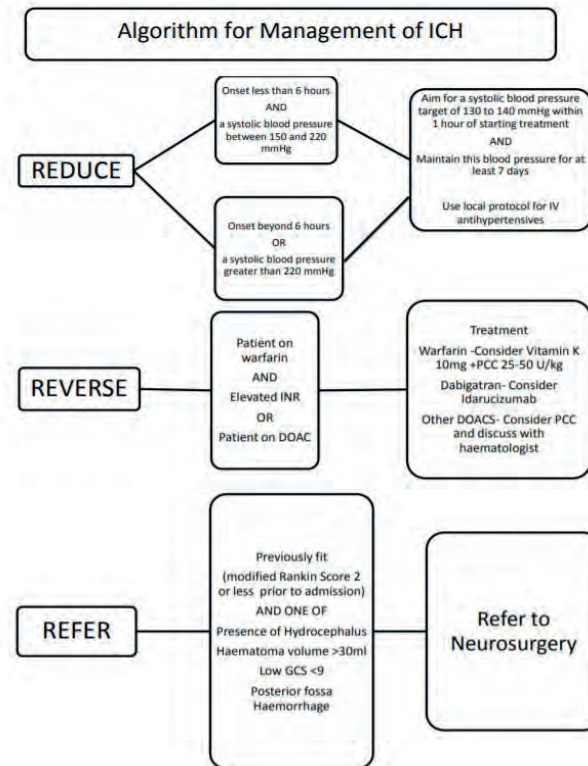 Algorithm for Management of ICH
REDUCE
Onset less than 6 hours
AND
a systolic blood pressure
between 150 and 220
mmHg
Onset beyond 6 hours
OR
a systolic blood pressure
greater than 220 mmHg
Aim for a systolic blood pressure
target of 130 to 140 mmHg within
1 hour of starting treatment
AND
Maintain this blood pressure for at
least 7 days
Use local protocol for IV
antihypertensives
REVERSE
Patient on
warfarin
AND
Elevated INR
OR
Patient on DOAC
Treatment
Warfarin -Consider Vitamin K
10mg +PCC 25-50 U/kg
Dabigatran- Consider
Idarucizumab
Other DOACS- Consider PCC
and discuss with
haematologist
REFER
Previously fit
(modified Rankin Score 2
or less prior to admission)
AND ONE OF
Presence of Hydrocephalus
Haematoma volume >30ml
Low GCS <9
Posterior fossa
Haemorrhage
Refer to
Neurosurgery